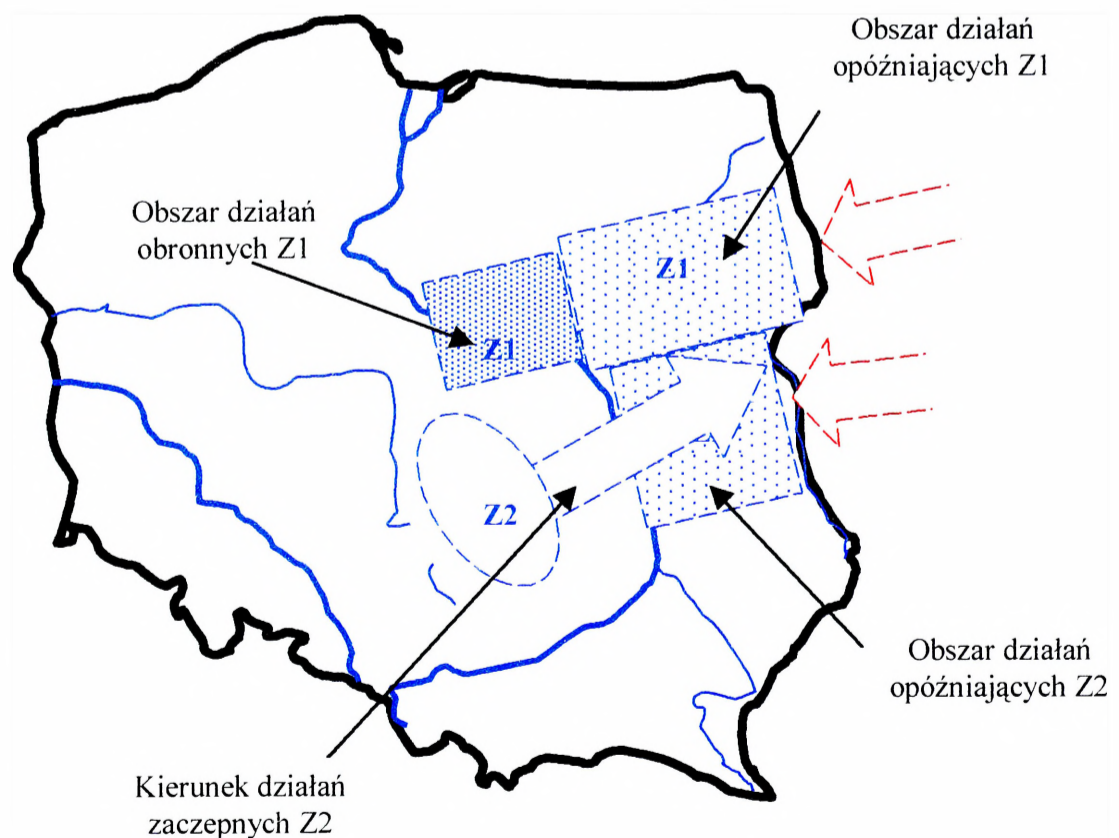 Obszar działań
opóźniających Z1
Obszar działań
obronnych Z1
Z1
Z1
Z2
Obszar działań
opóźniających Z2
Kierunek działań
zaczepnych Z2